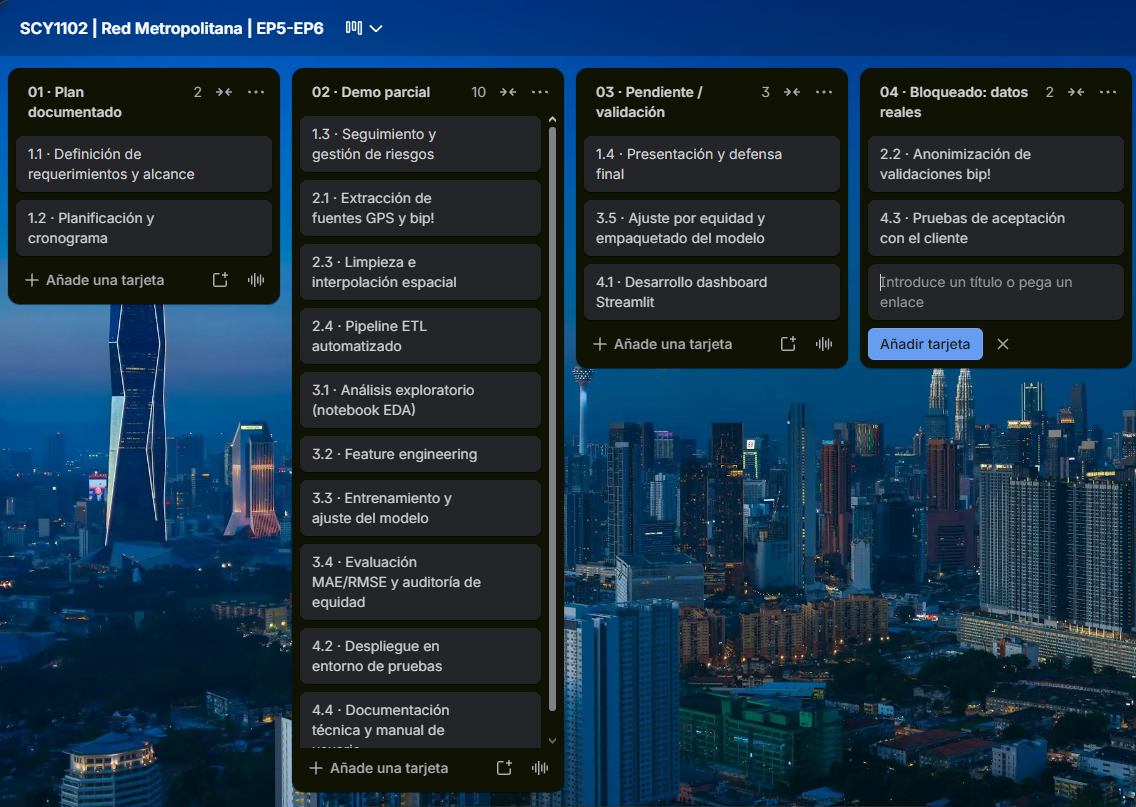 SCY1102 | Red Metropolitana | EP5-EP6
01 · Plan
documentado
2
1.1 · Definición de
requerimientos y alcance
1.2 · Planificación y
cronograma
Añade una tarjeta
02 · Demo parcial
10
1.3 · Seguimiento y
gestión de riesgos
2.1 · Extracción de
fuentes GPS y bip!
2.3 · Limpieza e
interpolación espacial
2.4 · Pipeline ETL
automatizado
3.1 · Análisis exploratorio
(notebook EDA)
3.2 · Feature engineering
3.3 · Entrenamiento y
ajuste del modelo
3.4 · Evaluación
MAE/RMSE y auditoría de
equidad
4.2 · Despliegue en
entorno de pruebas
4.4 · Documentación
técnica y manual de
Añade una tarjeta
03 · Pendiente /
validación
3
1.4 · Presentación y defensa
final
3.5 · Ajuste por equidad y
empaquetado del modelo
4.1 · Desarrollo dashboard
Streamlit
Añade una tarjeta
04 · Bloqueado: datos
reales
2
2.2 · Anonimización de
validaciones bip!
4.3 · Pruebas de aceptación
con el cliente
Introduce un título o pega un
enlace
Añadir tarjeta